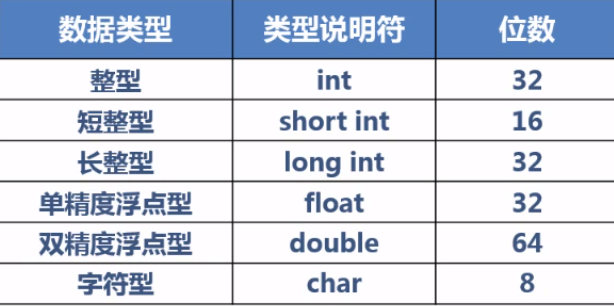 数据类型 类型说明符 位数
整型 int 32
短整型 short int 16
长整型 long int 32
单精度浮点型 float 32
双精度浮点型 double 64
字符型 char 8